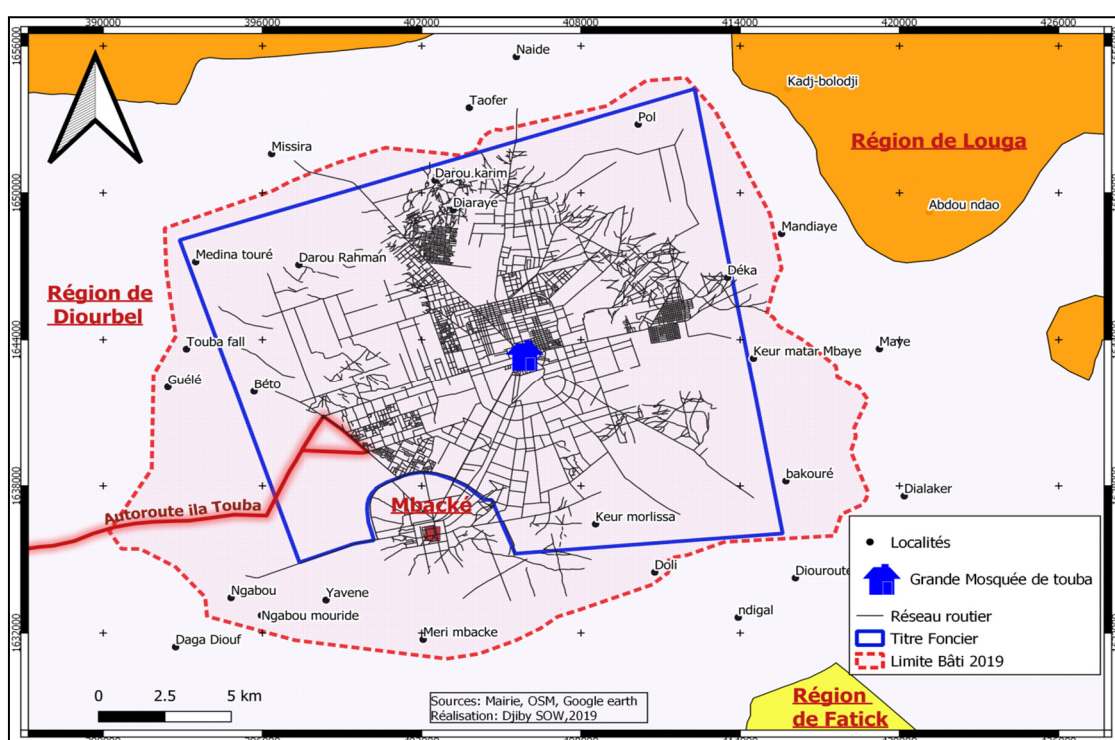 390000 396000 402000 408000 414000 420000 426000
1656000
Naide
Kadj-bolodji
Taofer
Pol
Région de Louga
Missira
Darou karim
1650000
Diaraye
Abdou ndao
Mandiaye
Medina touré
Darou Rahman
Déka
Région de
Diourbel
1644000
Touba fall
Keur matar Mbaye
Maye
Guélé
Béto
1638000
bakouré
Dialaker
Mbacké
Autoroute ila Touba
Keur morlissa
Localités
Grande Mosquée de touba
Réseau routier
Titre Foncier
Limite Bâti 2019
Doli
Diouroute
Ngabou
Yavene
Ngabou mouride
ndigal
1632000
Meri mbacke
Daga Diouf
0 2.5 5 km
Sources: Mairie, OSM, Google earth
Réalisation: Djiby SOW,2019
Région
de Fatick